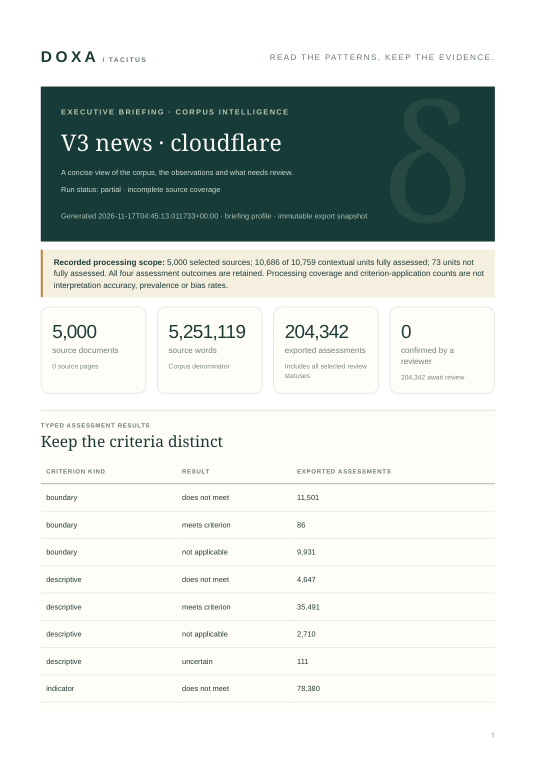 DOXA / TACITUS
READ THE PATTERNS. KEEP THE EVIDENCE.
EXECUTIVE BRIEFING · CORPUS INTELLIGENCE
δ
V3 news · cloudflare
A concise view of the corpus, the observations and what needs review.
Run status: partial · incomplete source coverage
Generated 2026-11-17T04:45:13.011733+00:00 · briefing profile · immutable export snapshot
Recorded processing scope: 5,000 selected sources; 10,686 of 10,759 contextual units fully assessed; 73 units not
fully assessed. All four assessment outcomes are retained. Processing coverage and criterion-application counts are not
interpretation accuracy, prevalence or bias rates.
5,000
source documents
0 source pages
5,251,119
source words
Corpus denominator
204,342
exported assessments
Includes all selected review
statuses
0
confirmed by a
reviewer
204,342 await review
TYPED ASSESSMENT RESULTS
Keep the criteria distinct
CRITERION KIND RESULT EXPORTED ASSESSMENTS
boundary does not meet 11,501
boundary meets criterion 86
boundary not applicable 9,931
descriptive does not meet 4,647
descriptive meets criterion 35,491
descriptive not applicable 2,710
descriptive uncertain 111
indicator does not meet 78,380
1